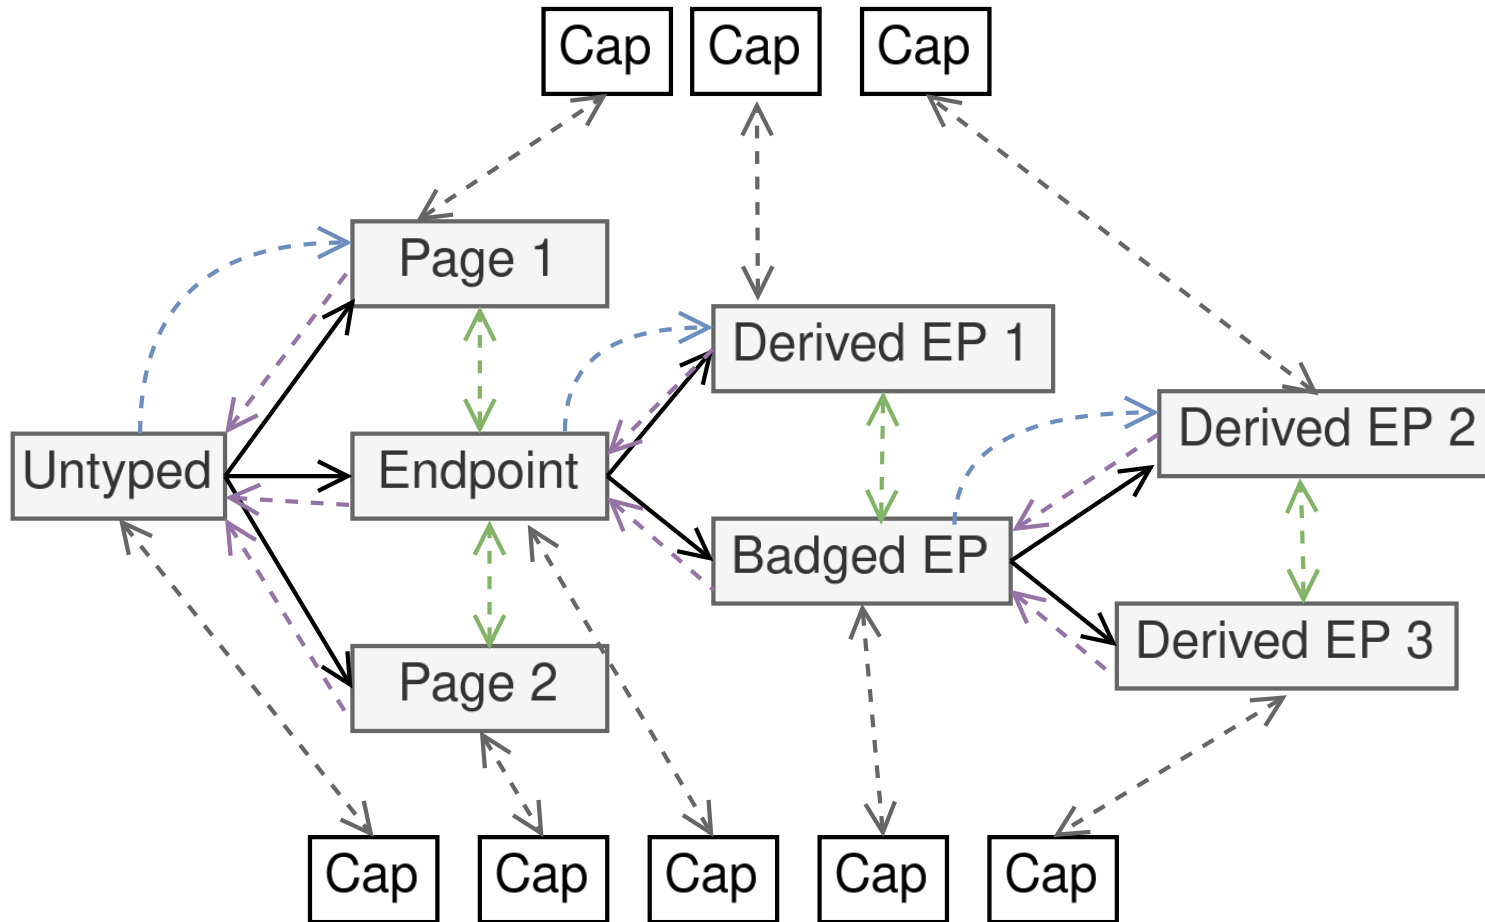 Cap
Cap
Cap
Page 1
Derived EP 1
Derived EP 2
Untyped
Endpoint
Badged EP
Derived EP 3
Page 2
Cap
Cap
Cap
Cap
Cap